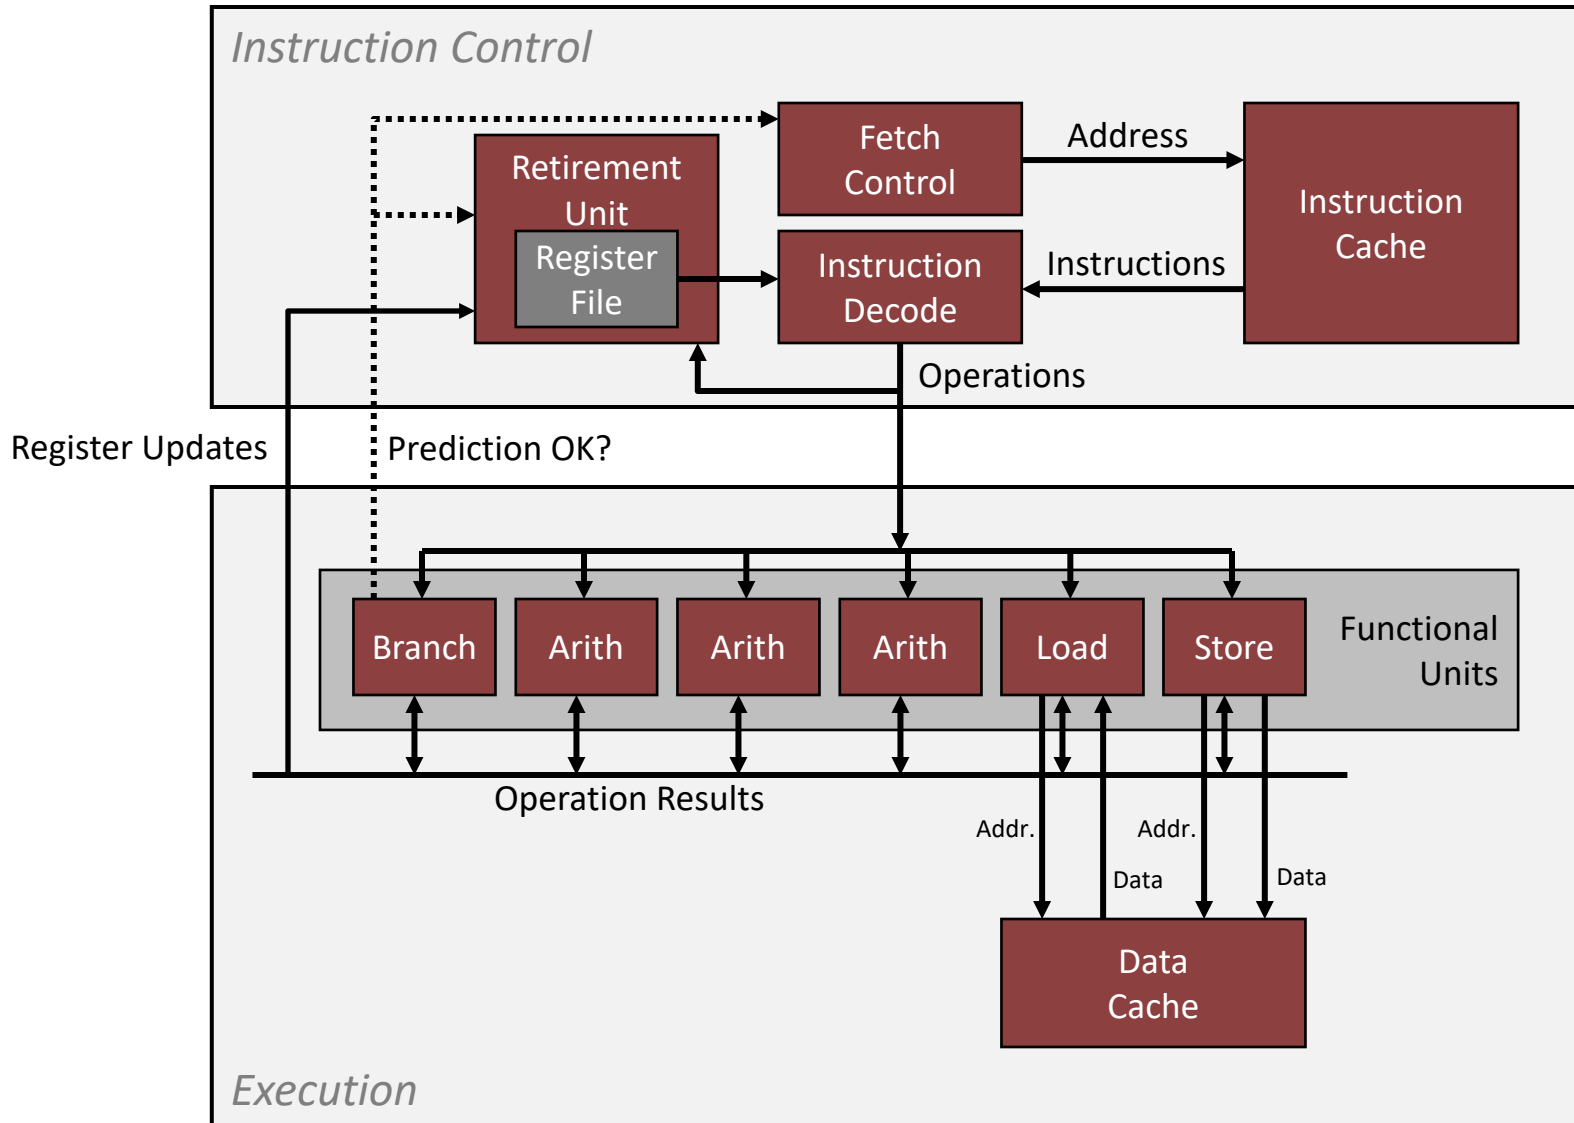 Instruction Control
Fetch
Control
Address
Instruction
Cache
Retirement
Unit
Register
File
Instruction
Decode
Instructions
Operations
Register Updates
Prediction OK?
Branch
Arith
Arith
Arith
Load
Store
Functional
Units
Operation Results
Addr.
Addr.
Data
Data
Data
Cache
Execution